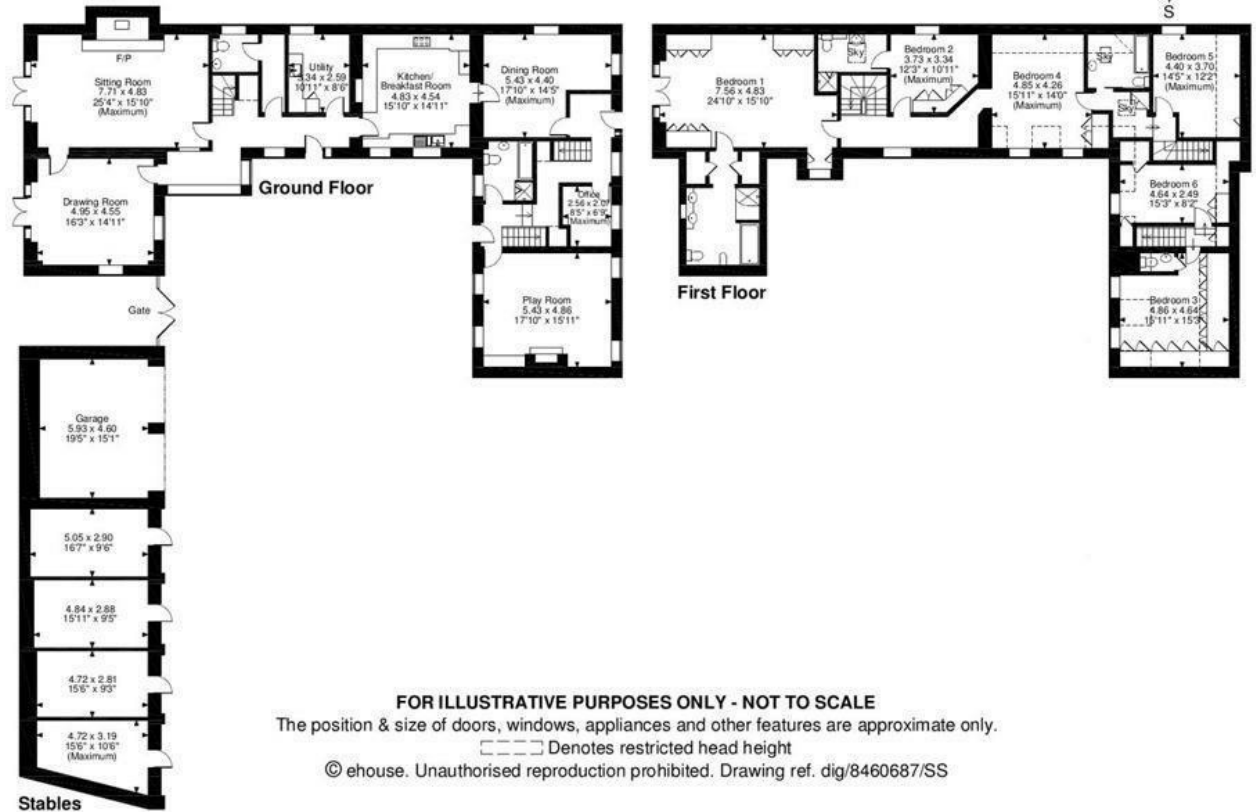 S
F/P
Sitting Room
7.71 x 4.83
25'4" x 15'10"
(Maximum)
Utility
3.34 x 2.59
10'11" x 8'6"
Kitchen/
Breakfast Room
4.83 x 4.54
15'10" x 14'11"
Dining Room
5.43 x 4.40
17'10" x 14'5"
(Maximum)
Drawing Room
4.95 x 4.55
16'3" x 14'11"
Ground Floor
Office
2.56 x 2.07
8'5" x 6'9"
Maximum
Play Room
5.43 x 4.86
17'10" x 15'11"
Gate
Bedroom 1
7.56 x 4.83
24'10" x 15'10"
Sky
Bedroom 2
3.73 x 3.34
12'3" x 10'11"
(Maximum)
Bedroom 4
4.85 x 4.26
15'11" x 14'0"
(Maximum)
Sky
Sky
Bedroom 5
4.40 x 3.70
14'5" x 12'2"
(Maximum)
Bedroom 6
4.64 x 2.49
15'3" x 8'2"
Bedroom 3
4.86 x 4.64
15'11" x 15'3"
First Floor
Garage
5.93 x 4.60
19'5" x 15'1"
5.05 x 2.90
16'7" x 9'6"
4.84 x 2.88
15'11" x 9'5"
4.72 x 2.81
15'6" x 9'3"
4.72 x 3.19
15'6" x 10'6"
(Maximum)
Stables
FOR ILLUSTRATIVE PURPOSES ONLY - NOT TO SCALE
The position & size of doors, windows, appliances and other features are approximate only.
Denotes restricted head height
© ehouse. Unauthorised reproduction prohibited. Drawing ref. dig/8460687/SS